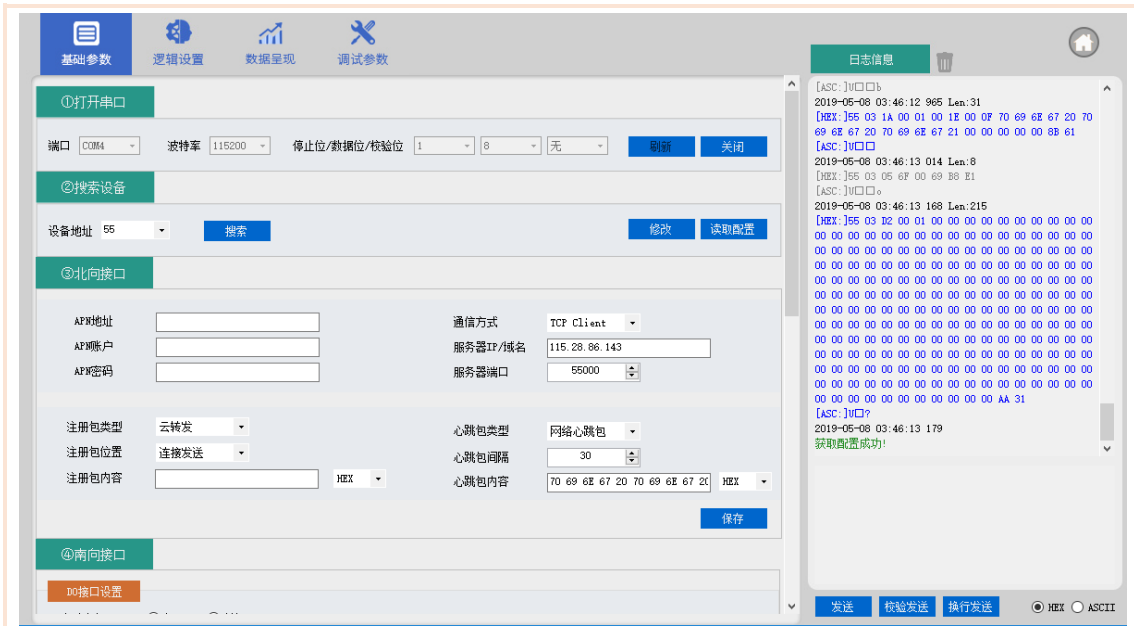 基础参数
逻辑设置
数据呈现
调试参数
①打开串口
端口 COM4 波特率 115200 停止位/数据位/校验位 1 8 无 刷新 关闭
②搜索设备
设备地址 55 搜索 修改 读取配置
③北向接口
APN地址
APN账户
APN密码
通信方式 TCP Client
服务器IP/域名 115.28.86.143
服务器端口 55000
注册包类型 云转发
注册包位置 连接发送
注册包内容 HEX
心跳包类型 网络心跳包
心跳包间隔 30
心跳包内容 70 69 6E 67 20 70 69 6E 67 20 HEX
保存
④南向接口
DO接口设置
日志信息
[ASC:]U□□b
2019-05-08 03:46:12 965 Len:31
[HEX:]55 03 1A 00 01 00 1E 00 0F 70 69 6E 67 20 70
69 6E 67 20 70 69 6E 67 21 00 00 00 00 00 8B 61
[ASC:]U□□
2019-05-08 03:46:13 014 Len:8
[HEX:]55 03 05 6F 00 69 B8 E1
[ASC:]U□□o
2019-05-08 03:46:13 168 Len:215
[HEX:]55 03 D2 00 01 00 00 00 00 00 00 00 00 00 00
00 00 00 00 00 00 00 00 00 00 00 00 00 00 00 00 00
00 00 00 00 00 00 00 00 00 00 00 00 00 00 00 00 00
00 00 00 00 00 00 00 00 00 00 00 00 00 00 00 00 00
00 00 00 00 00 00 00 00 00 00 00 00 00 00 00 00 00
00 00 00 00 00 00 00 00 00 00 00 00 00 00 00 00 00
00 00 00 00 00 00 00 00 00 00 00 00 00 00 00 00 00
00 00 00 00 00 00 00 00 00 00 00 00 00 00 00 00 00
00 00 00 00 00 00 00 00 00 00 00 00 00 00 00 00 00
00 00 00 00 00 00 00 00 00 00 00 00 00 00 00 00 00
00 00 00 00 00 00 00 00 00 00 00 00 00 00 00 00 00
00 00 00 00 00 00 00 00 00 00 00 00 00 00 00 00 00
00 00 00 00 00 00 00 00 00 00 00 AA 31
[ASC:]U□?
2019-05-08 03:46:13 179
获取配置成功!
发送 校验发送 换行发送 HEX ASCII